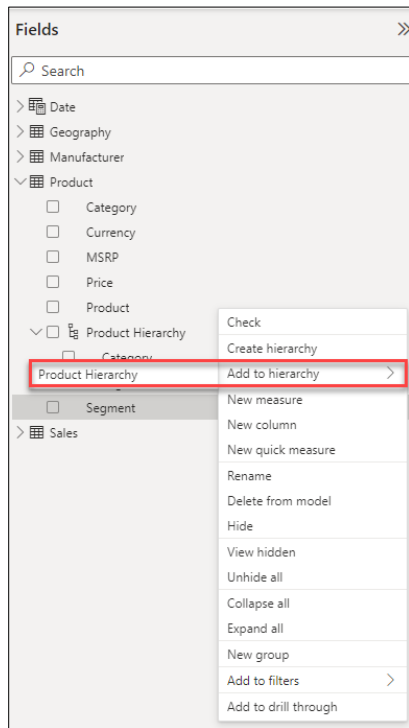 Fields
Search
Date
Geography
Manufacturer
Product
Category
Currency
MSRP
Price
Product
Product Hierarchy
Category
Product Hierarchy
Segment
Sales
Check
Create hierarchy
Add to hierarchy
New measure
New column
New quick measure
Rename
Delete from model
Hide
View hidden
Unhide all
Collapse all
Expand all
New group
Add to filters
Add to drill through